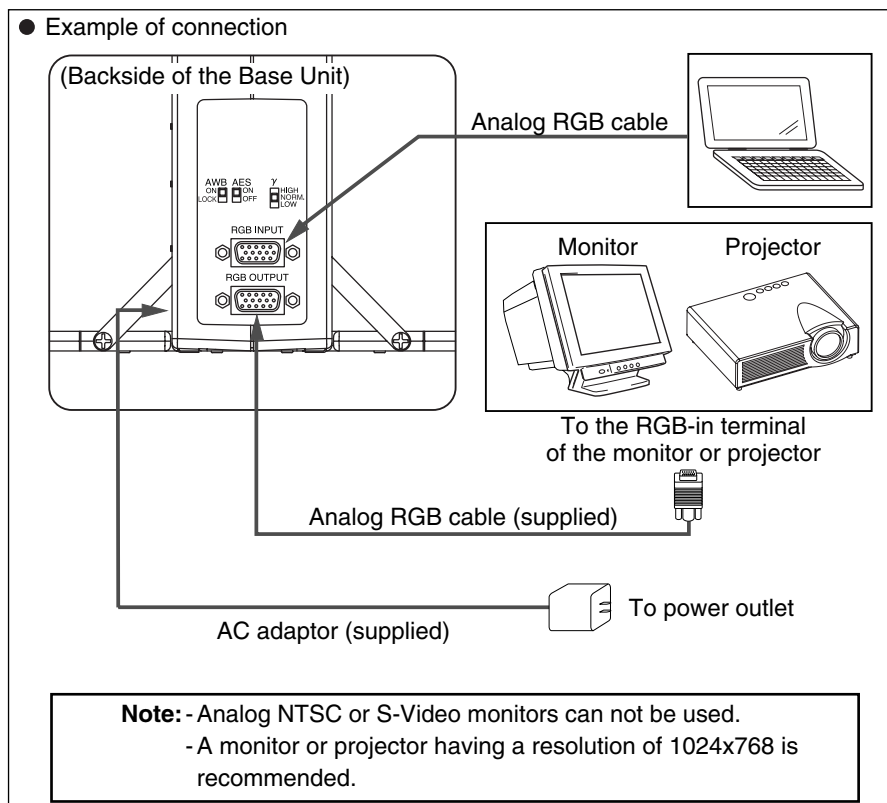 ● Example of connection
(Backside of the Base Unit)
Analog RGB cable
AWB AES γ
ON ON HIGH
LOCK OFF NORM.
LOW
RGB INPUT
RGB OUTPUT
Monitor Projector
To the RGB-in terminal
of the monitor or projector
Analog RGB cable (supplied)
To power outlet
AC adaptor (supplied)
Note: - Analog NTSC or S-Video monitors can not be used.
- A monitor or projector having a resolution of 1024x768 is
recommended.